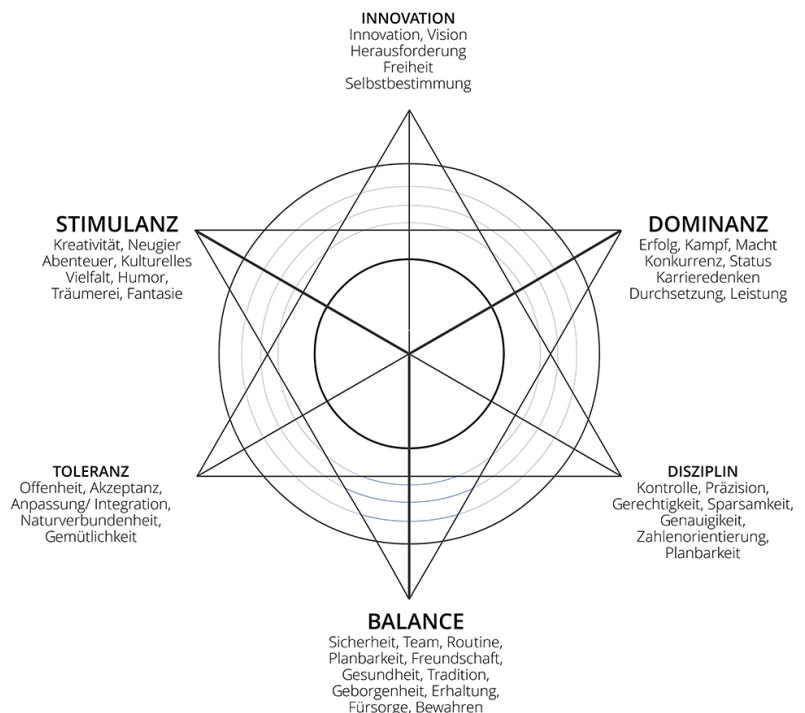 INNOVATION
Innovation, Vision
Herausforderung
Freiheit
Selbstbestimmung
STIMULANZ
Kreativität, Neugier
Abenteuer, Kulturelles
Vielfalt, Humor,
Träumerei, Fantasie
DOMINANZ
Erfolg, Kampf, Macht
Konkurrenz, Status
Karrieredenken
Durchsetzung, Leistung
TOLERANZ
Offenheit, Akzeptanz,
Anpassung/ Integration,
Naturverbundenheit,
Gemütlichkeit
DISZIPLIN
Kontrolle, Präzision,
Gerechtigkeit, Sparsamkeit,
Genauigikeit,
Zahlenorientierung,
Planbarkeit
BALANCE
Sicherheit, Team, Routine,
Planbarkeit, Freundschaft,
Gesundheit, Tradition,
Geborgenheit, Erhaltung,
Fürsorge, Bewahren